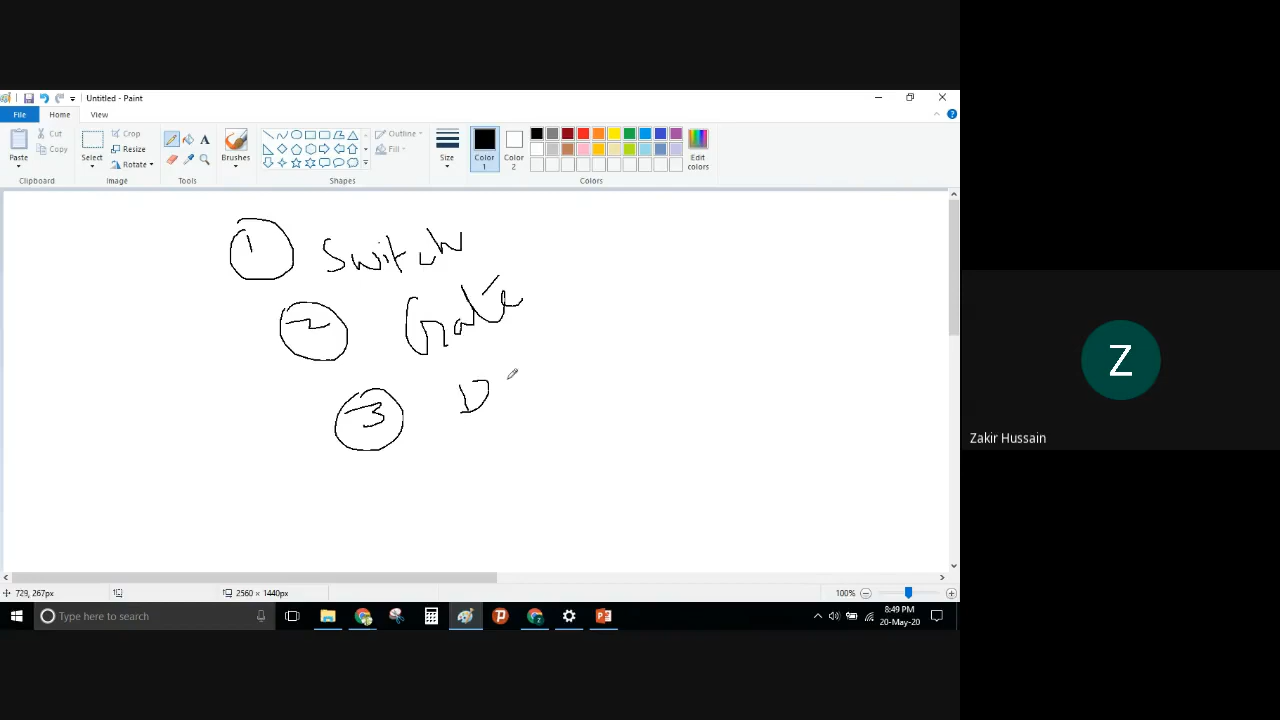 Untitled - Paint
File Home View
Paste Cut Copy Clipboard
Select Crop Resize Rotate Image
Tools
Brushes
Shapes
Outline Fill
Size
Color 1 Color 2
Edit colors
Colors
1 Switch
2 Gate
3 D
Z
Zakir Hussain
729, 267px 2560 × 1440px 100%
Type here to search
8:49 PM
20-May-20